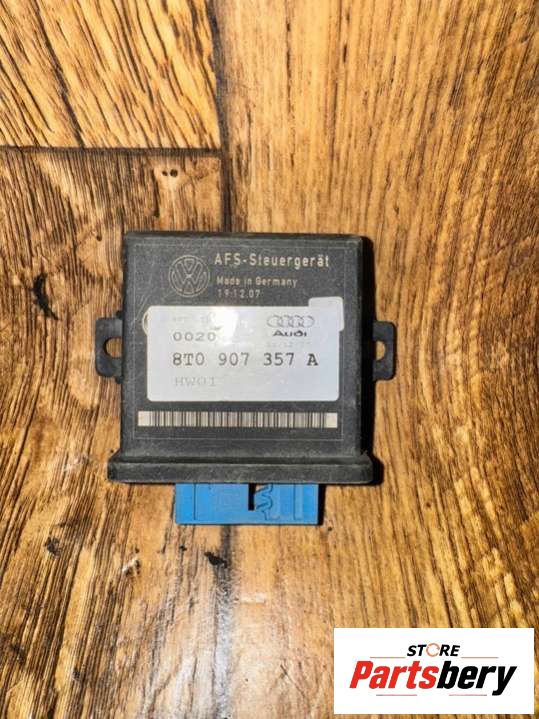 AFS-Steuergerät
Made in Germany
19.12.07
0020
Audi
8T0 907 357 A
HW01
STORE
Partsbery